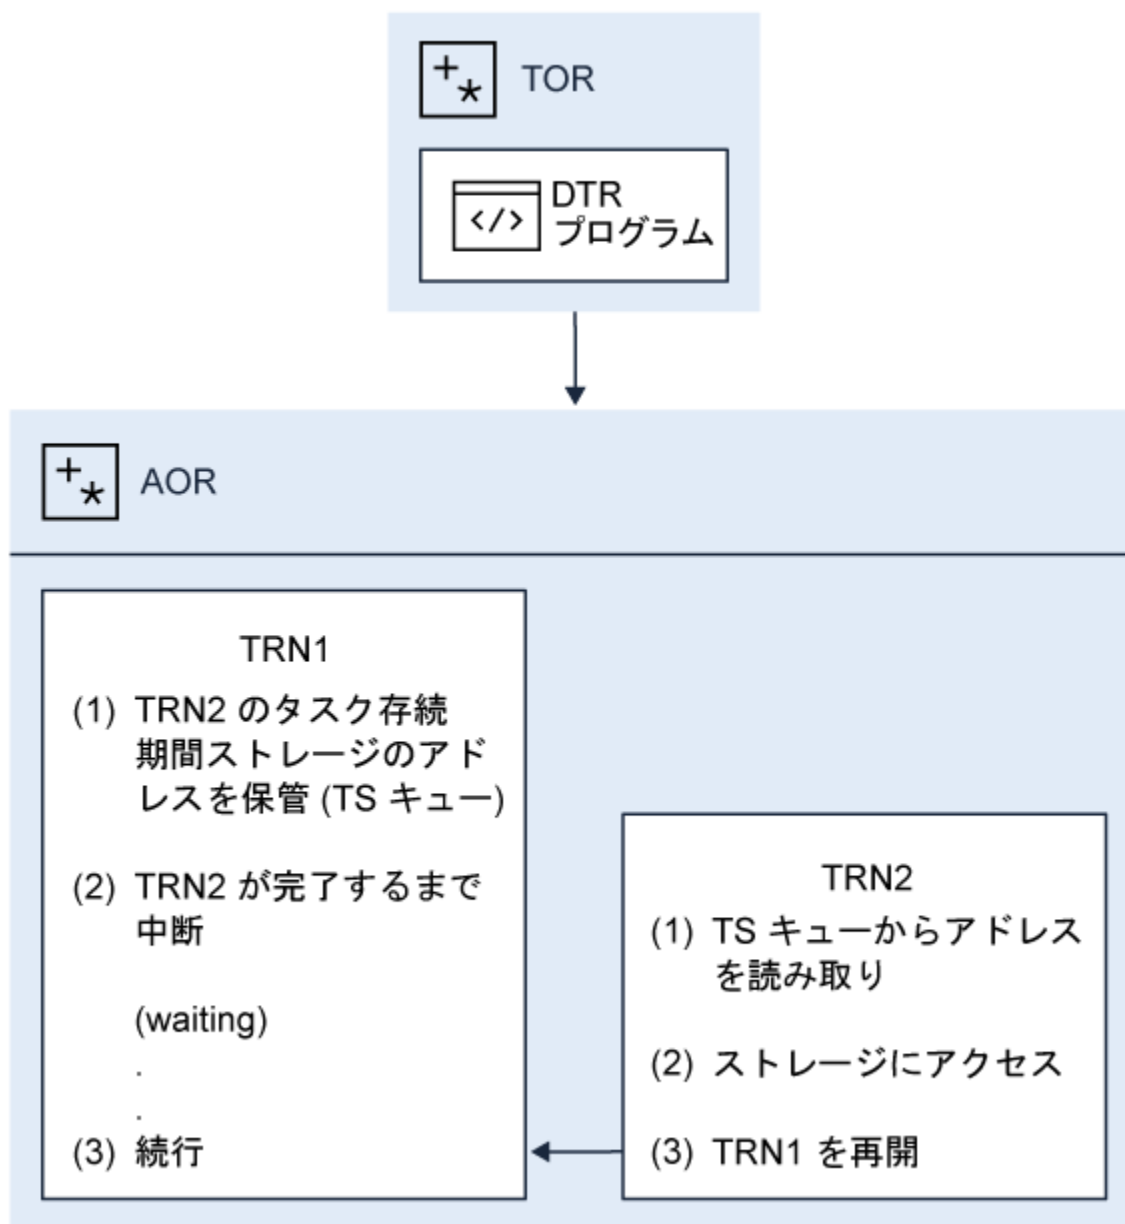 TOR
DTR
プログラム
AOR
TRN1
(1) TRN2 のタスク存続
期間ストレージのアド
レスを保管 (TS キュー)
(2) TRN2 が完了するまで
中断
(waiting)
.
.
(3) 続行
TRN2
(1) TS キューからアドレス
を読み取り
(2) ストレージにアクセス
(3) TRN1 を再開